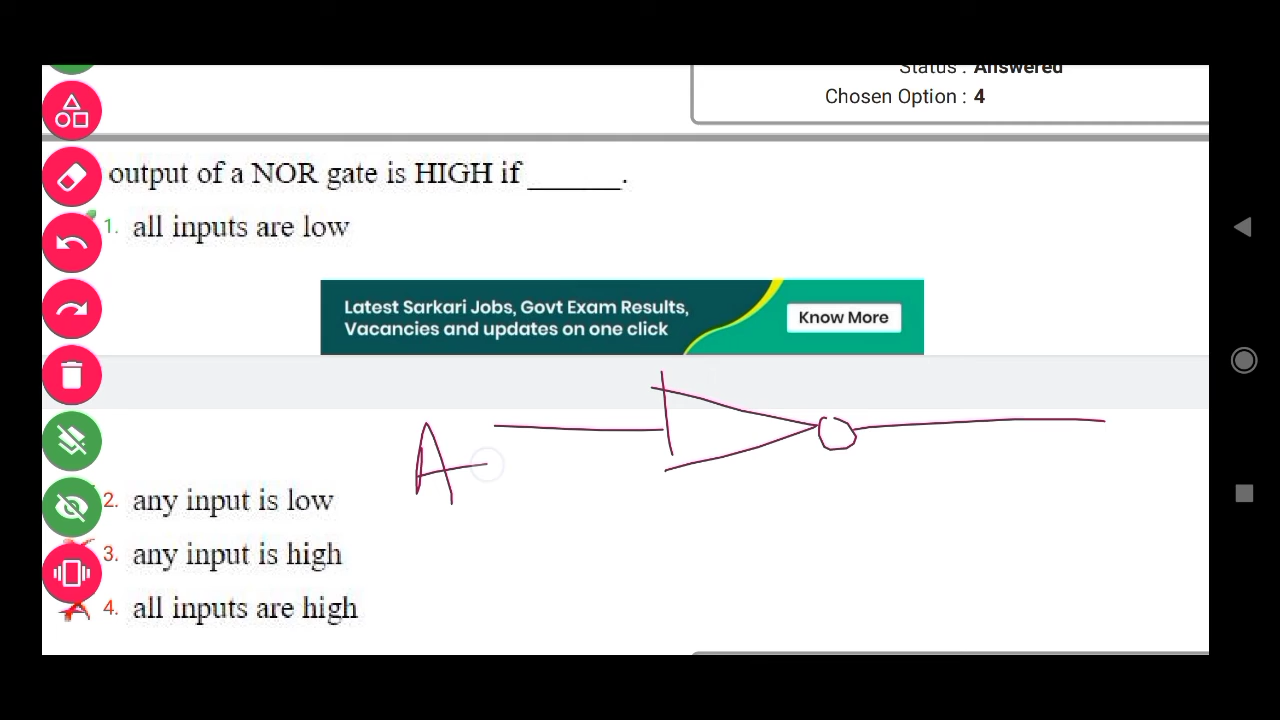 Status : Answered
Chosen Option : 4
output of a NOR gate is HIGH if ______.
1. all inputs are low
Latest Sarkari Jobs, Govt Exam Results,
Vacancies and updates on one click
Know More
A
2. any input is low
3. any input is high
4. all inputs are high